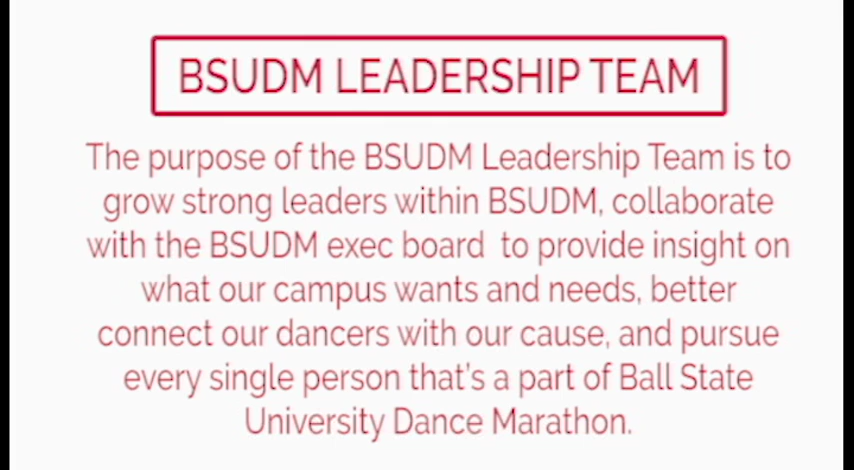 BSUDM LEADERSHIP TEAM
The purpose of the BSUDM Leadership Team is to
grow strong leaders within BSUDM, collaborate
with the BSUDM exec board to provide insight on
what our campus wants and needs, better
connect our dancers with our cause, and pursue
every single person that's a part of Ball State
University Dance Marathon.